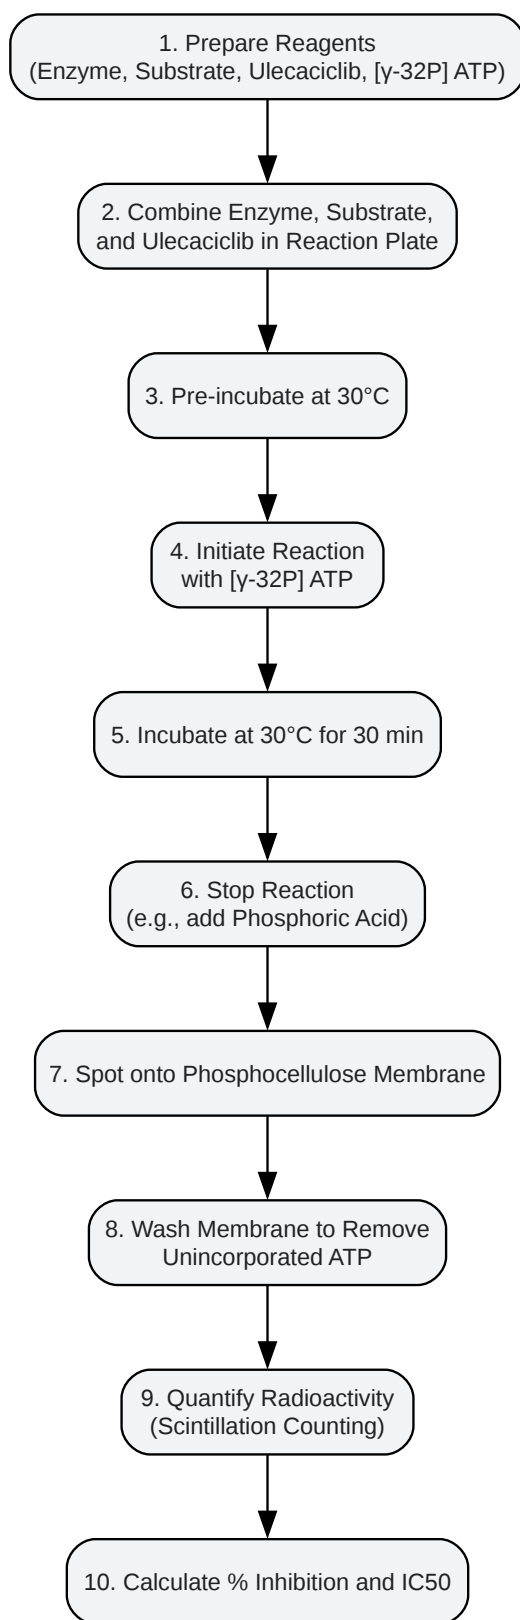 1. Prepare Reagents
(Enzyme, Substrate, Ulecaciclib, [γ-32P] ATP)
2. Combine Enzyme, Substrate,
and Ulecaciclib in Reaction Plate
3. Pre-incubate at 30°C
4. Initiate Reaction
with [γ-32P] ATP
5. Incubate at 30°C for 30 min
6. Stop Reaction
(e.g., add Phosphoric Acid)
7. Spot onto Phosphocellulose Membrane
8. Wash Membrane to Remove
Unincorporated ATP
9. Quantify Radioactivity
(Scintillation Counting)
10. Calculate % Inhibition and IC50